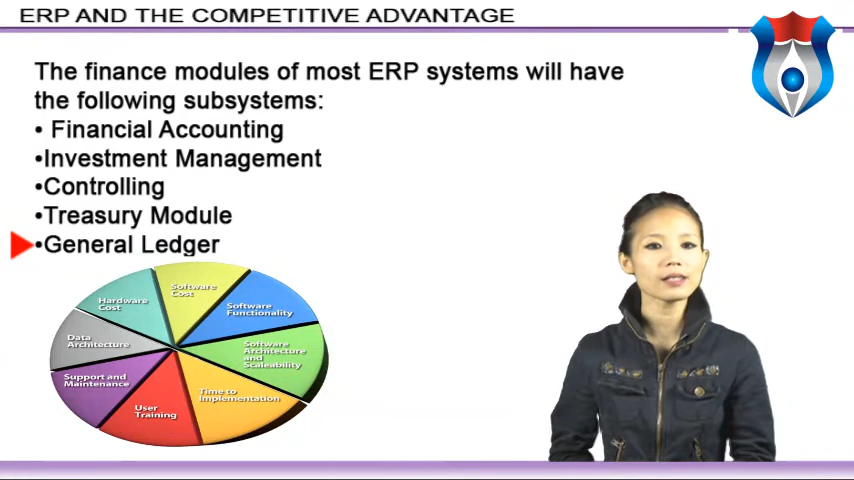 ERP AND THE COMPETITIVE ADVANTAGE
The finance modules of most ERP systems will have
the following subsystems:
• Financial Accounting
•Investment Management
•Controlling
•Treasury Module
•General Ledger
Software
Cost
Hardware
Cost
Software
Functionality
Data
Architecture
Software
Architecture
and
Scaleability
Support and
Maintenance
Time to
Implementation
User
Training